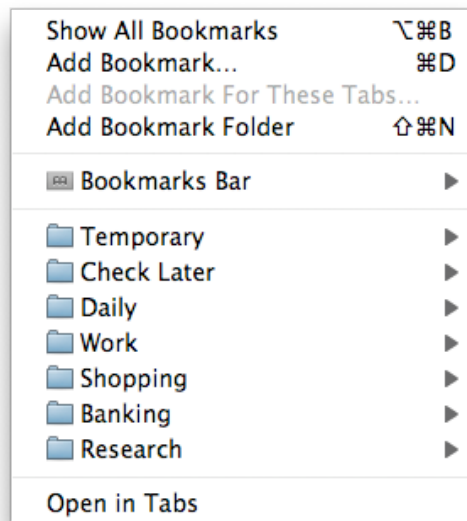 Show All Bookmarks ⌥⌘B
Add Bookmark... ⌘D
Add Bookmark For These Tabs...
Add Bookmark Folder ⇧⌘N
Bookmarks Bar
Temporary
Check Later
Daily
Work
Shopping
Banking
Research
Open in Tabs